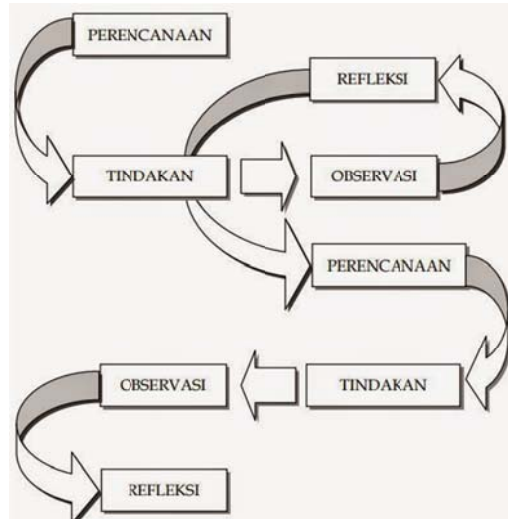 PERENCANAAN
REFLEKSI
TINDAKAN
OBSERVASI
PERENCANAAN
OBSERVASI
TINDAKAN
REFLEKSI